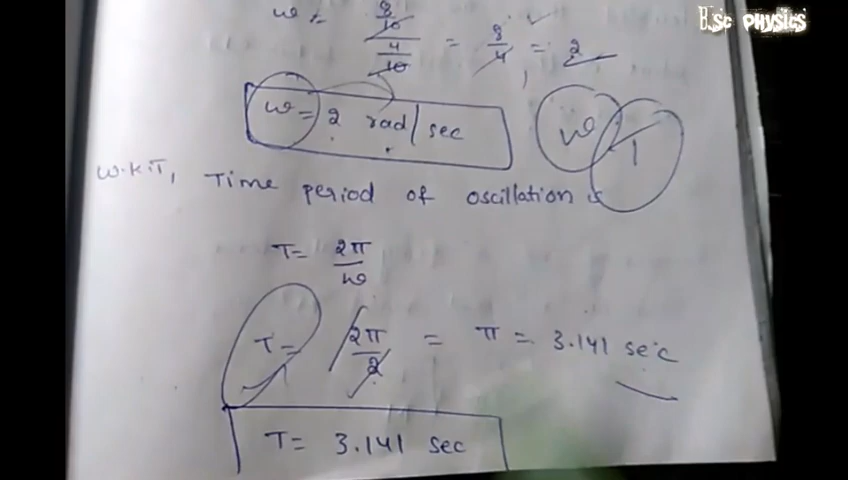 B.sc PHYSICS
w = 8/10 / 4/10 = 8/4 = 2
w = 2 rad/sec
w T
W.K.T, Time period of oscillation is
T = 2π/w
T = 2π/2 = π = 3.141 sec
T = 3.141 sec